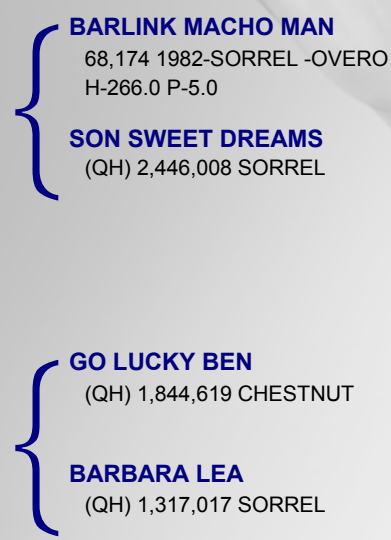 BARLINK MACHO MAN
68,174 1982-SORREL -OVERO
H-266.0 P-5.0
SON SWEET DREAMS
(QH) 2,446,008 SORREL
GO LUCKY BEN
(QH) 1,844,619 CHESTNUT
BARBARA LEA
(QH) 1,317,017 SORREL